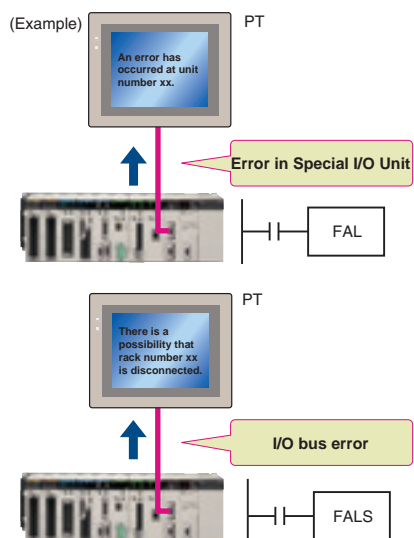 (Example)
PT
An error has
occurred at unit
number xx.
Error in Special I/O Unit
FAL
PT
There is a
possibility that
rack number xx
is disconnected.
I/O bus error
FALS